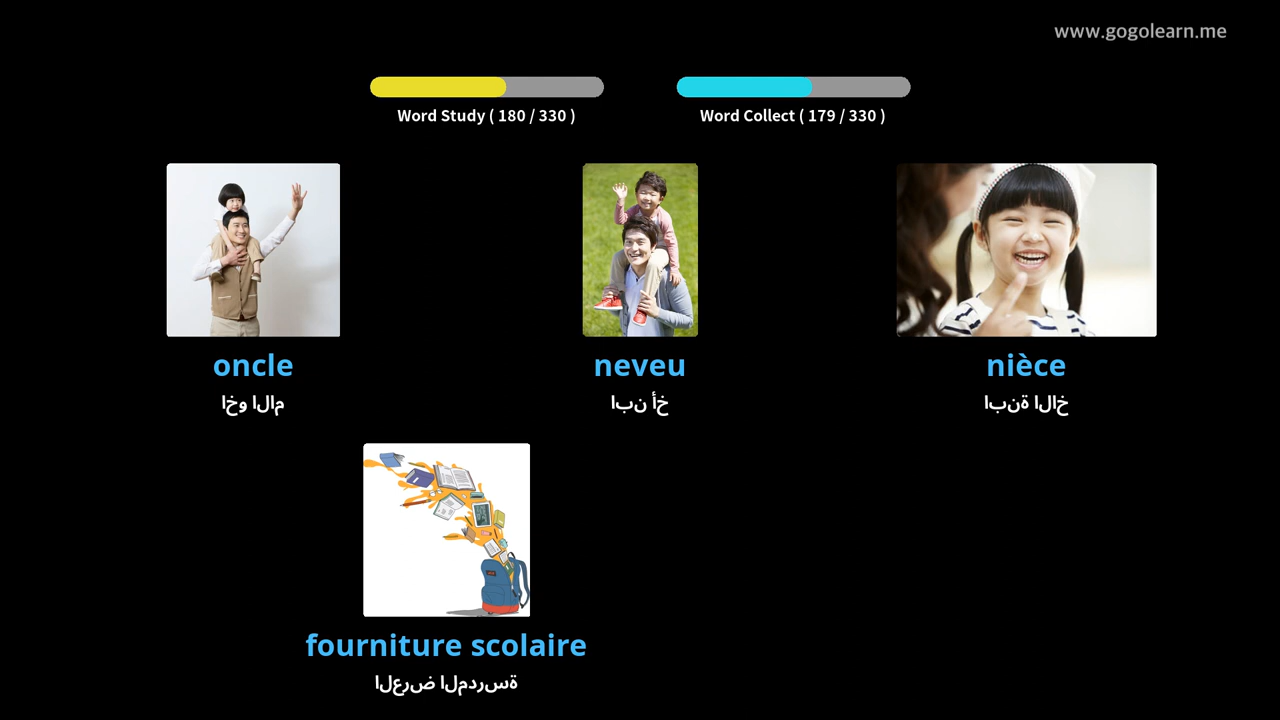 www.gogolearn.me
Word Study ( 180 / 330 )
Word Collect ( 179 / 330 )
oncle
اخو الام
neveu
ابن أخ
nièce
ابنة الاخ
fourniture scolaire
العرض المدرسة